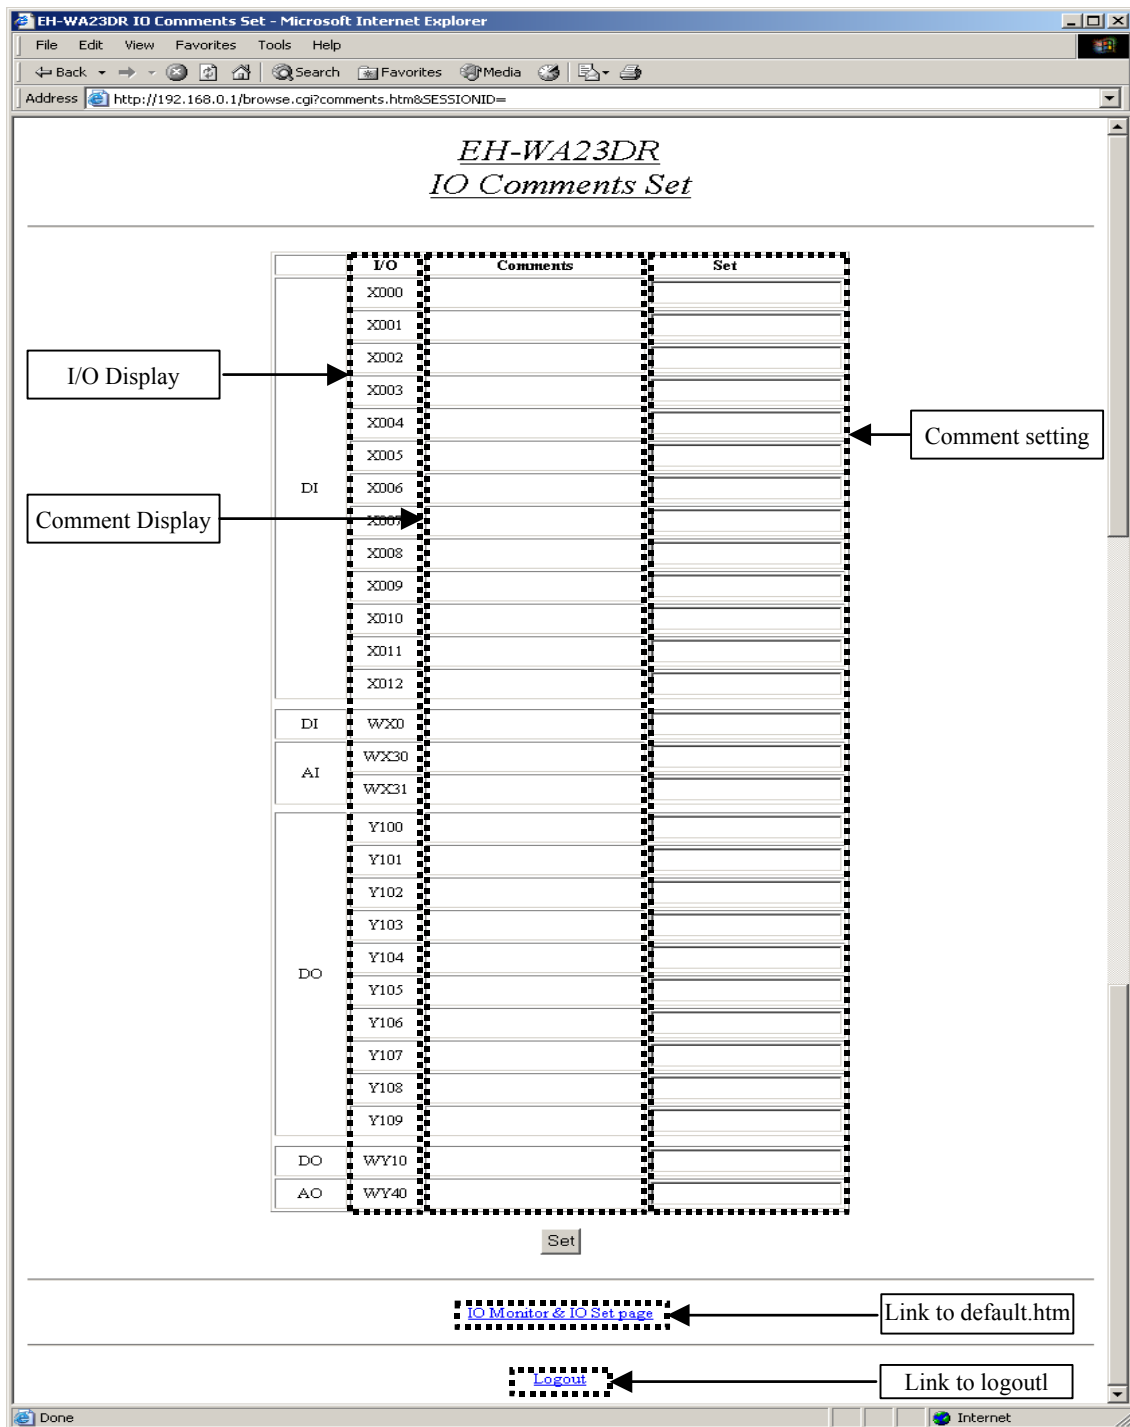 EH-WA23DR IO Comments Set - Microsoft Internet Explorer
File Edit View Favorites Tools Help
Back Search Favorites Media
Address http://192.168.0.1/browse.cgi?comments.htm&SESSIONID=
EH-WA23DR
IO Comments Set
I/O Comments Set
X000
X001
X002
I/O Display
X003
X004
Comment setting
X005
DI X006
Comment Display
X007
X008
X009
X010
X011
X012
DI WX0
AI
WX30
WX31
Y100
Y101
Y102
Y103
Y104
DO
Y105
Y106
Y107
Y108
Y109
DO WY10
AO WY40
Set
IO Monitor & IO Set page
Link to default.htm
Logout
Link to logoutl
Done Internet